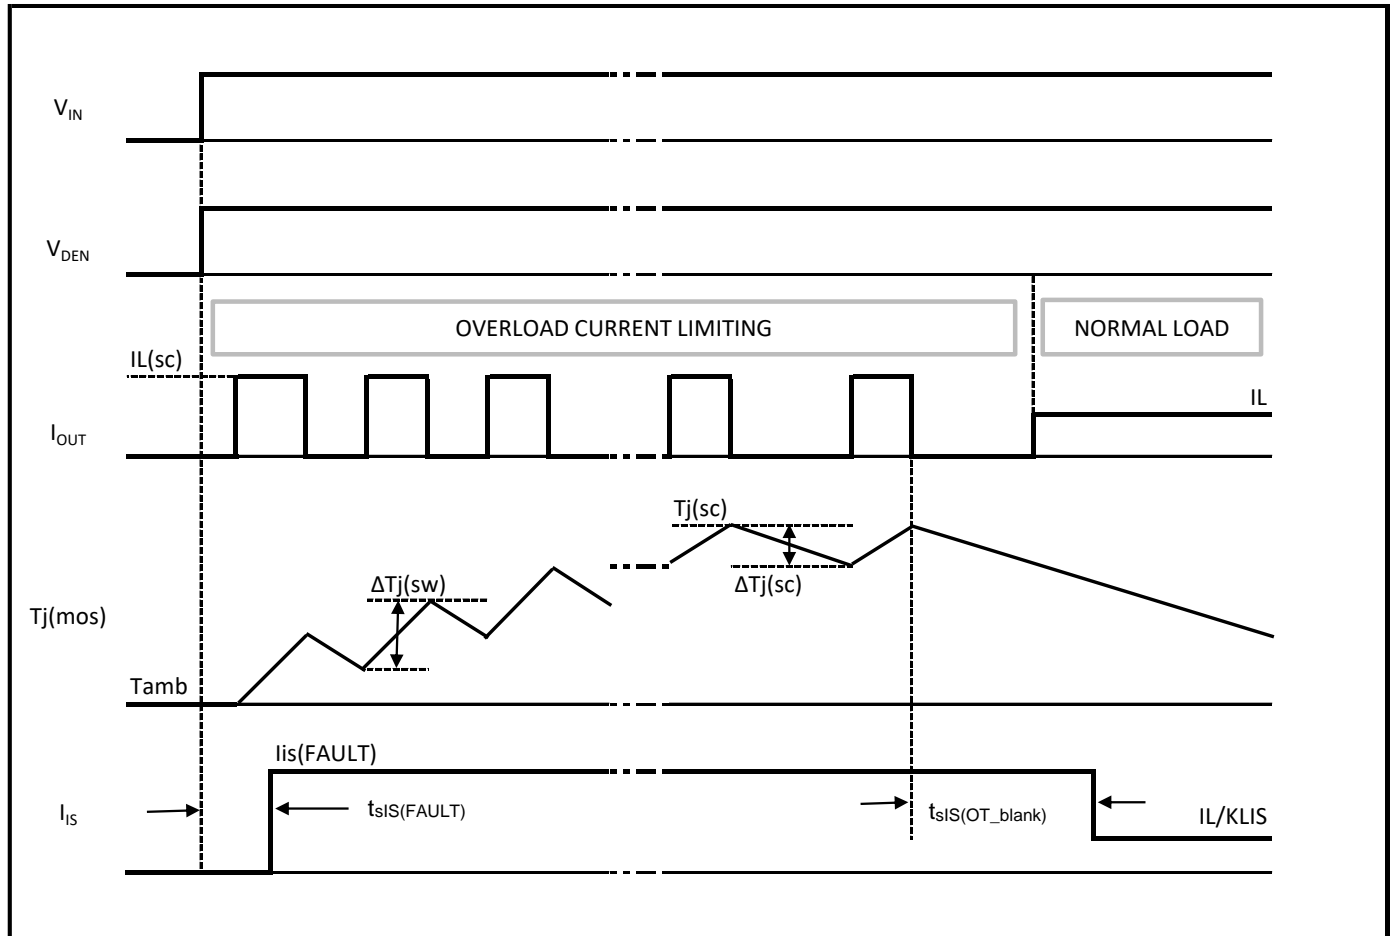 V_IN
V_DEN
OVERLOAD CURRENT LIMITING
NORMAL LOAD
IL(sc)
IL
I_OUT
Tj(sc)
ΔTj(sw)
ΔTj(sc)
Tj(mos)
Tamb
Iis(FAULT)
I_IS
tsIS(FAULT)
tsIS(OT_blank)
IL/KLIS